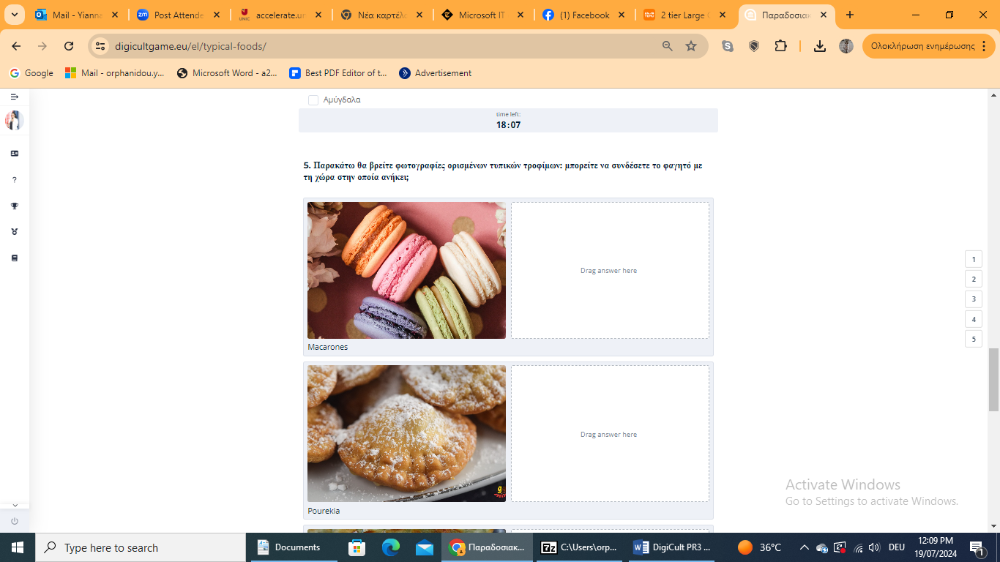 Mail - Yianna
Post Attende
accelerate.un
Νέα καρτέλα
Microsoft IT
(1) Facebook
2 tier Large
Παραδοσιακ
digicultgame.eu/el/typical-foods/
Ολοκλήρωση ενημέρωσης
Google
Mail - orphanidou.y...
Microsoft Word - a2...
Best PDF Editor of t...
Advertisement
Αμύγδαλα
time left:
18:07
5. Παρακάτω θα βρείτε φωτογραφίες ορισμένων τυπικών τροφίμων: μπορείτε να συνδέσετε το φαγητό με
τη χώρα στην οποία ανήκει;
Drag answer here
Macarones
1
2
3
4
5
Drag answer here
Pourekia
Activate Windows
Go to Settings to activate Windows.
Type here to search
Documents
Παραδοσιακ...
C:\Users\orp...
DigiCult PR3 ...
36°C
DEU
12:09 PM
19/07/2024